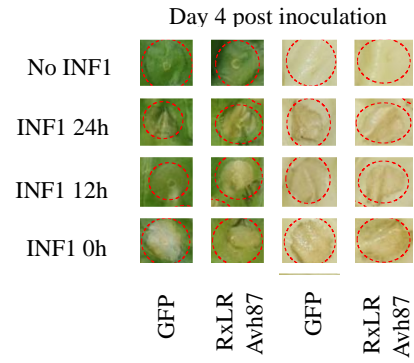 Day 4 post inoculation
No INF1
INF1 24h
INF1 12h
INF1 0h
GFP
RxLR
Avh87
GFP
RxLR
Avh87